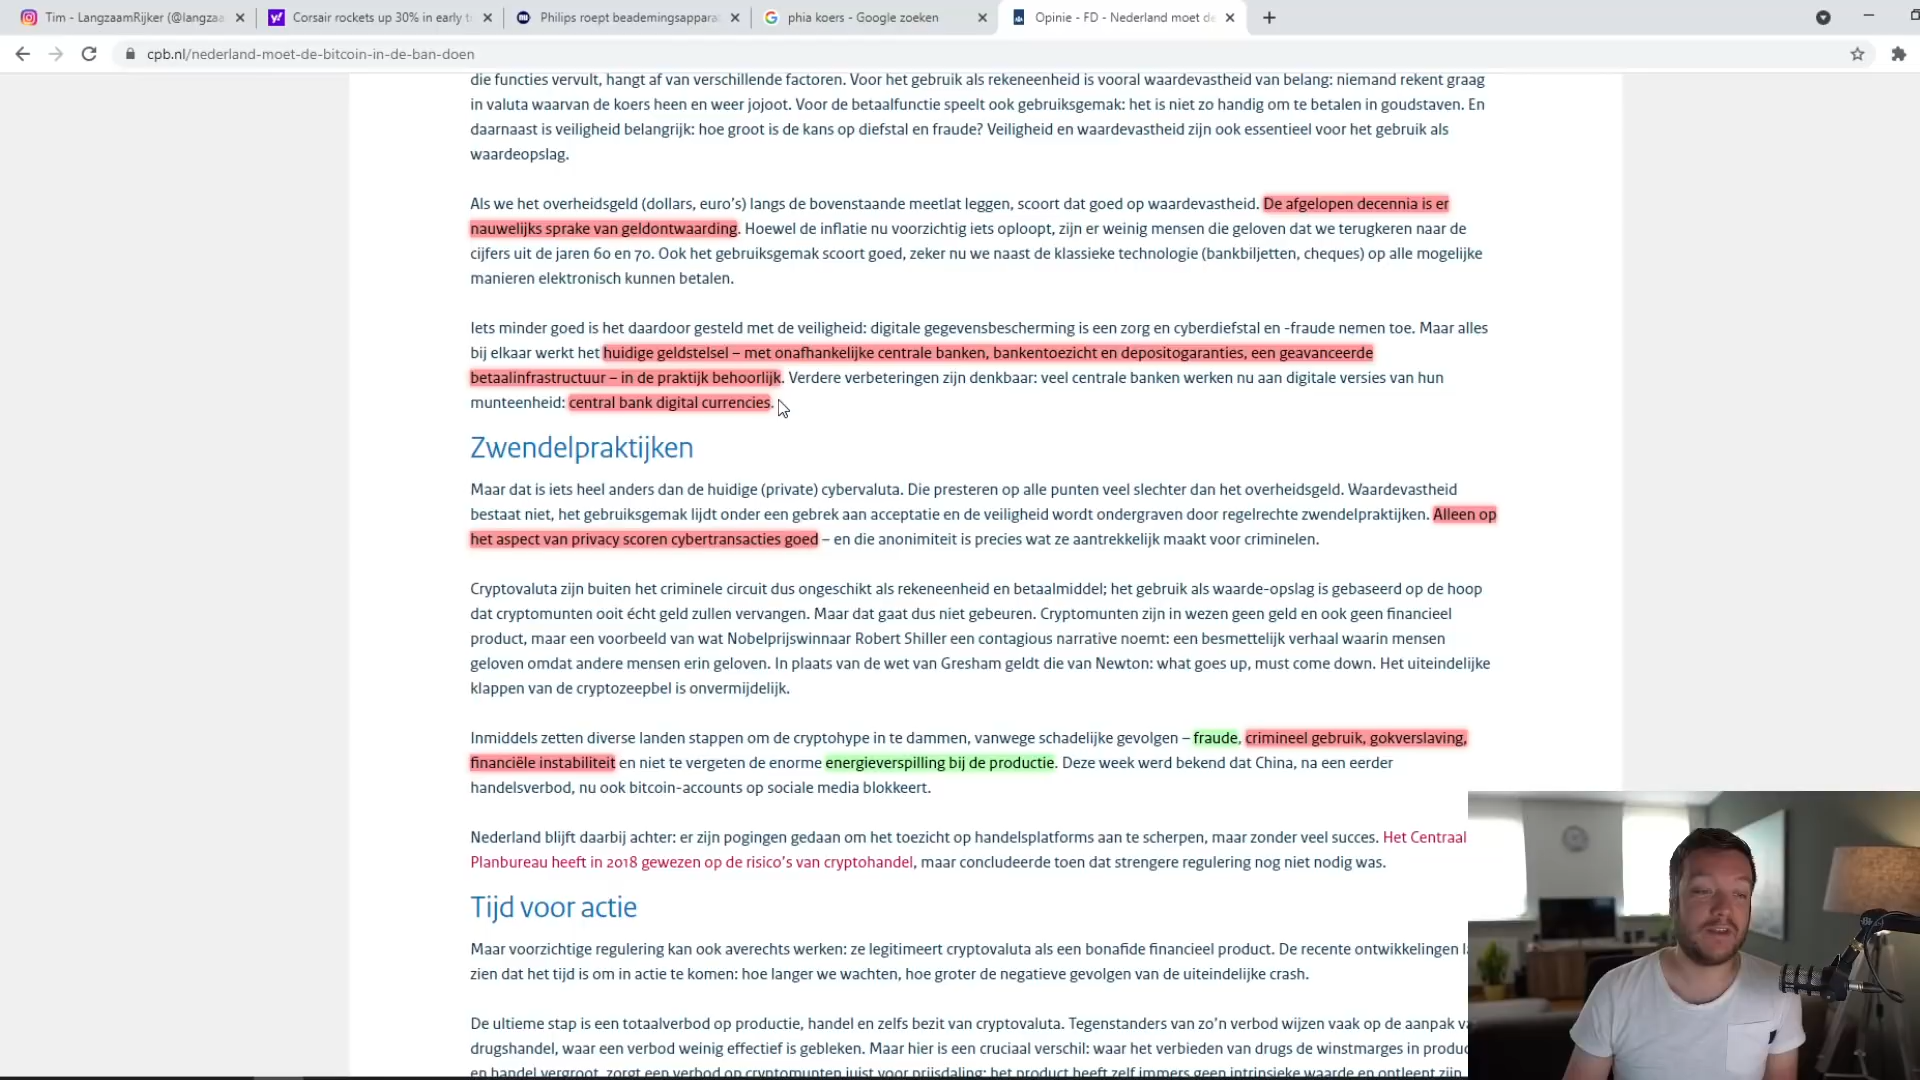 Tim - LangzaamRijker (@langzaa
Corsair rockets up 30% in early t
Philips roept beademingsappara
phia koers - Google zoeken
Opinie - FD - Nederland moet de
cpb.nl/nederland-moet-de-bitcoin-in-de-ban-doen
die functies vervult, hangt af van verschillende factoren. Voor het gebruik als rekeneenheid is vooral waardevastheid van belang: niemand rekent graag
in valuta waarvan de koers heen en weer jojoot. Voor de betaalfunctie speelt ook gebruiksgemak: het is niet zo handig om te betalen in goudstaven. En
daarnaast is veiligheid belangrijk: hoe groot is de kans op diefstal en fraude? Veiligheid en waardevastheid zijn ook essentieel voor het gebruik als
waardeopslag.
Als we het overheidsgeld (dollars, euro's) langs de bovenstaande meetlat leggen, scoort dat goed op waardevastheid. De afgelopen decennia is er
nauwelijks sprake van geldontwaarding. Hoewel de inflatie nu voorzichtig iets oploopt, zijn er weinig mensen die geloven dat we terugkeren naar de
cijfers uit de jaren 60 en 70. Ook het gebruiksgemak scoort goed, zeker nu we naast de klassieke technologie (bankbiljetten, cheques) op alle mogelijke
manieren elektronisch kunnen betalen.
Iets minder goed is het daardoor gesteld met de veiligheid: digitale gegevensbescherming is een zorg en cyberdiefstal en -fraude nemen toe. Maar alles
bij elkaar werkt het huidige geldstelsel – met onafhankelijke centrale banken, bankentoezicht en depositogaranties, een geavanceerde
betaalinfrastructuur – in de praktijk behoorlijk. Verdere verbeteringen zijn denkbaar: veel centrale banken werken nu aan digitale versies van hun
munteenheid: central bank digital currencies.
Zwendelpraktijken
Maar dat is iets heel anders dan de huidige (private) cybervaluta. Die presteren op alle punten veel slechter dan het overheidsgeld. Waardevastheid
bestaat niet, het gebruiksgemak lijdt onder een gebrek aan acceptatie en de veiligheid wordt ondergraven door regelrechte zwendelpraktijken. Alleen op
het aspect van privacy scoren cybertransacties goed – en die anonimiteit is precies wat ze aantrekkelijk maakt voor criminelen.
Cryptovaluta zijn buiten het criminele circuit dus ongeschikt als rekeneenheid en betaalmiddel; het gebruik als waarde-opslag is gebaseerd op de hoop
dat cryptomunten ooit écht geld zullen vervangen. Maar dat gaat dus niet gebeuren. Cryptomunten zijn in wezen geen geld en ook geen financieel
product, maar een voorbeeld van wat Nobelprijswinnaar Robert Shiller een contagious narrative noemt: een besmettelijk verhaal waarin mensen
geloven omdat andere mensen erin geloven. In plaats van de wet van Gresham geldt die van Newton: what goes up, must come down. Het uiteindelijke
klappen van de cryptozeepbel is onvermijdelijk.
Inmiddels zetten diverse landen stappen om de cryptohype in te dammen, vanwege schadelijke gevolgen – fraude, crimineel gebruik, gokverslaving,
financiële instabiliteit en niet te vergeten de enorme energieverspilling bij de productie. Deze week werd bekend dat China, na een eerder
handelsverbod, nu ook bitcoin-accounts op sociale media blokkeert.
Nederland blijft daarbij achter: er zijn pogingen gedaan om het toezicht op handelsplatforms aan te scherpen, maar zonder veel succes. Het Centraal
Planbureau heeft in 2018 gewezen op de risico's van cryptohandel, maar concludeerde toen dat strengere regulering nog niet nodig was.
Tijd voor actie
Maar voorzichtige regulering kan ook averechts werken: ze legitimeert cryptovaluta als een bonafide financieel product. De recente ontwikkelingen l
zien dat het tijd is om in actie te komen: hoe langer we wachten, hoe groter de negatieve gevolgen van de uiteindelijke crash.
De ultieme stap is een totaalverbod op productie, handel en zelfs bezit van cryptovaluta. Tegenstanders van zo'n verbod wijzen vaak op de aanpak v
drugshandel, waar een verbod weinig effectief is gebleken. Maar hier is een cruciaal verschil: waar het verbieden van drugs de winstmarges in produc
en handel vergroot, zorgt een verbod op cryptomunten juist voor prijsdaling: het product heeft zelf immers geen intrinsieke waarde en ontleent zijn